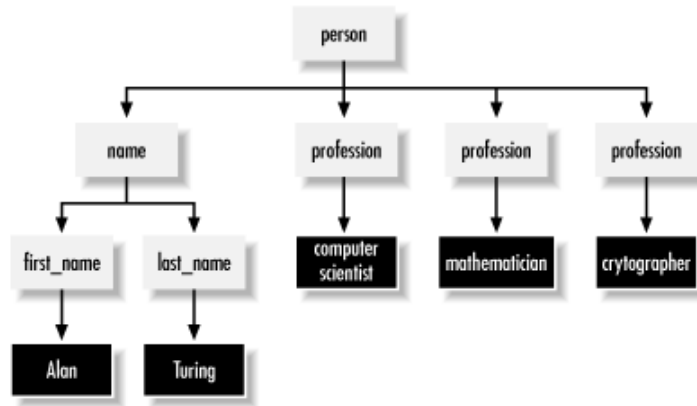 person
name
profession
profession
profession
first_name
last_name
computer
scientist
mathematician
crytographer
Alan
Turing